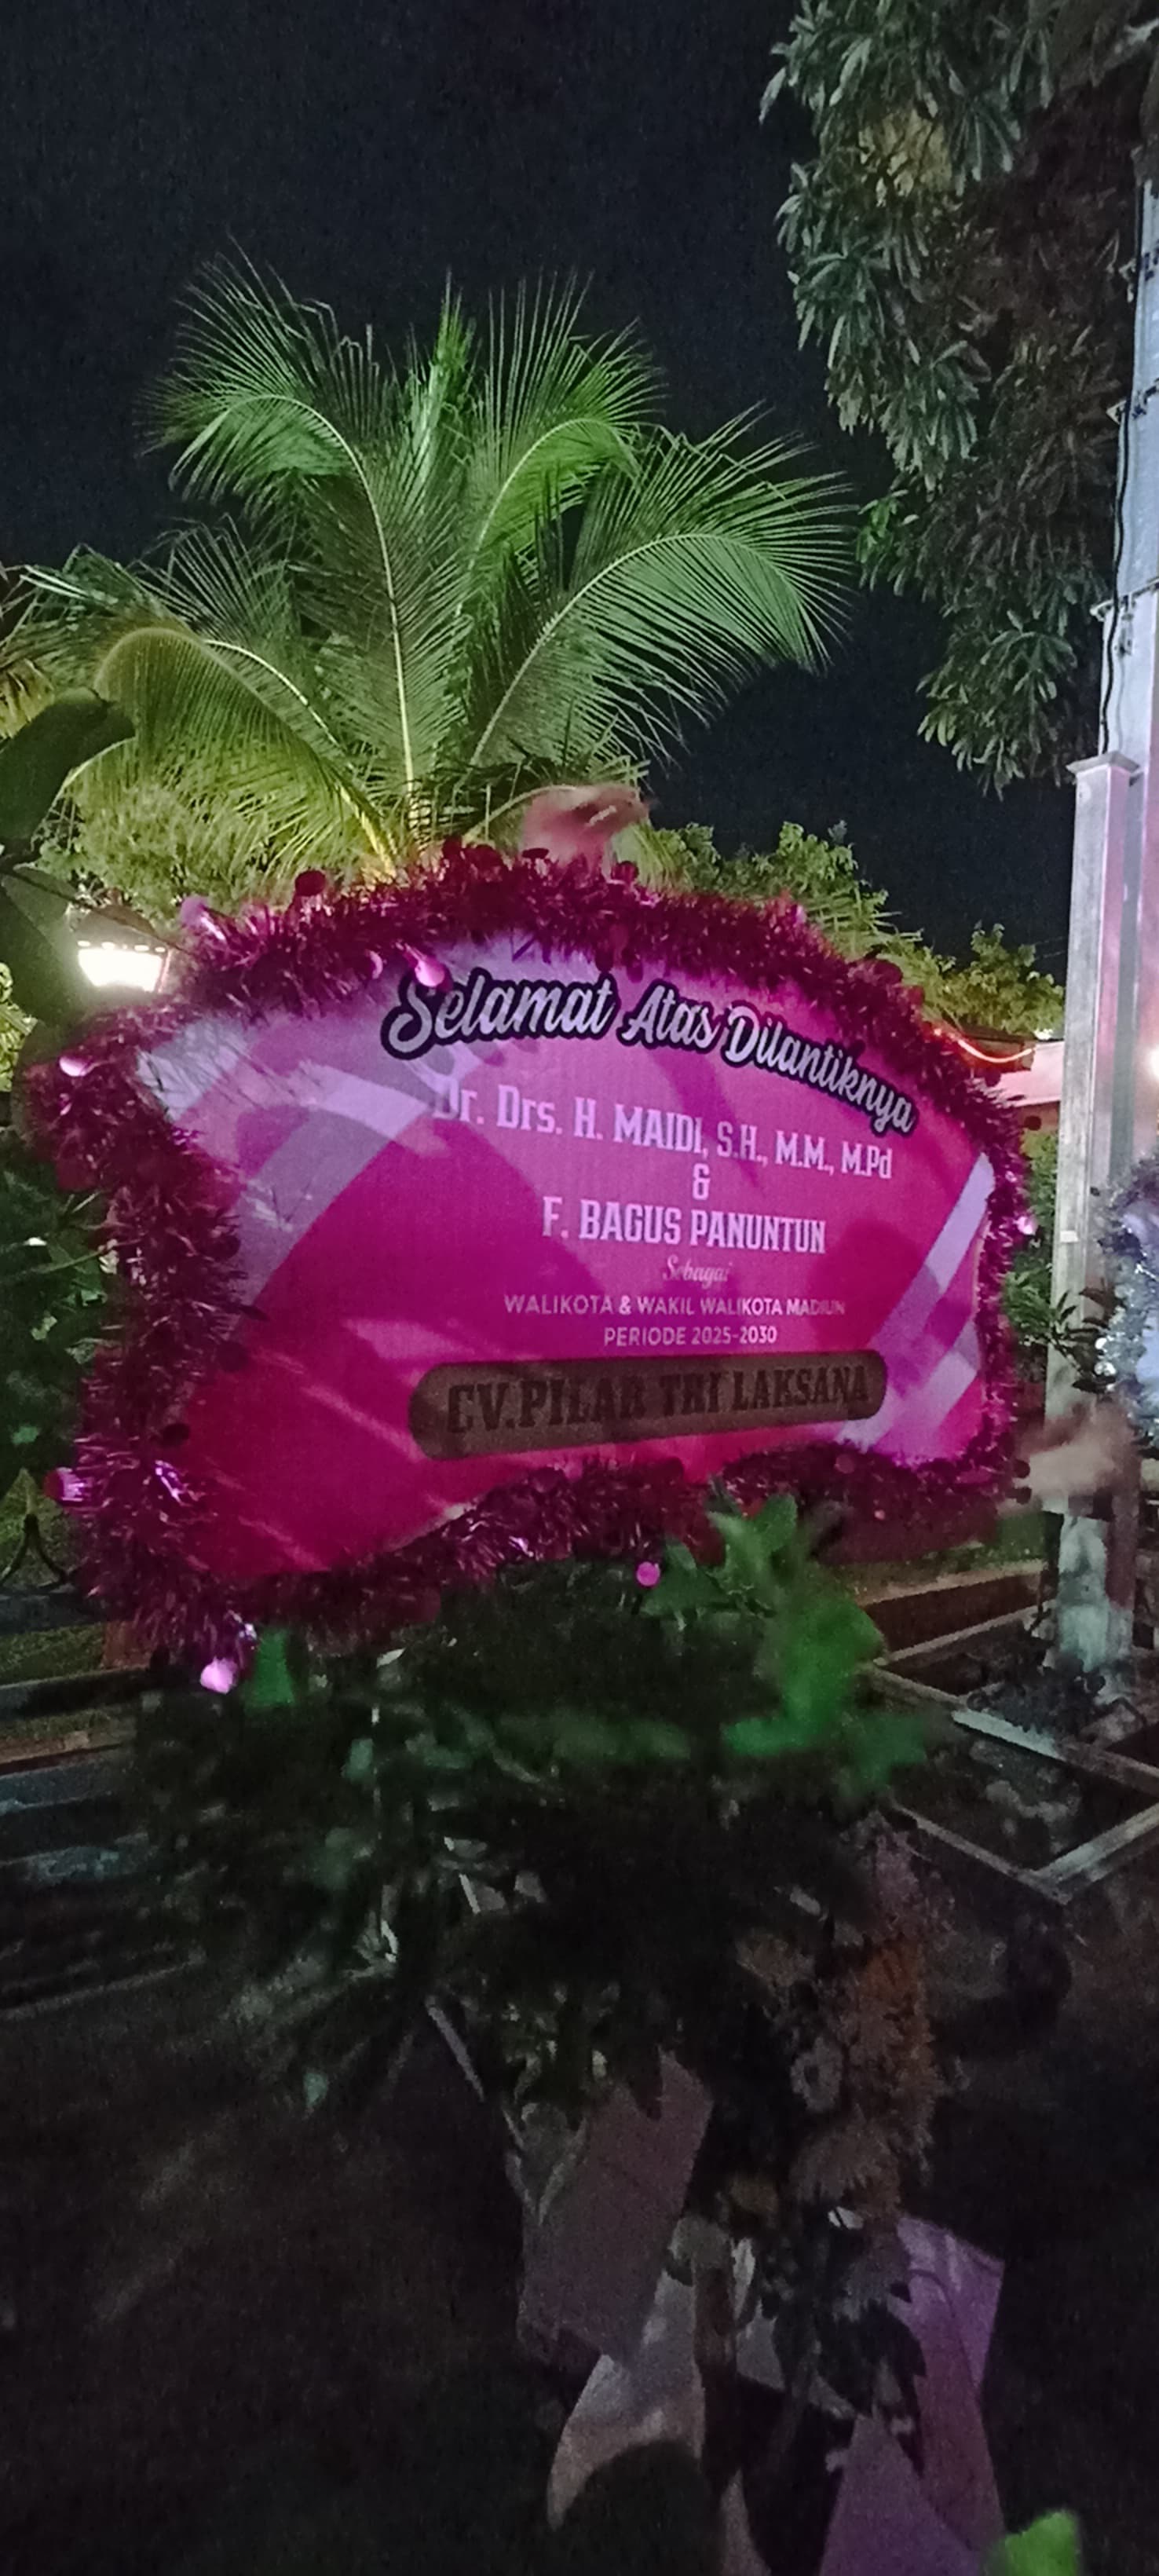 Selamat Atas Dilantiknya
Dr. Drs. H. MAIDI, S.H., M.M., M.Pd
&
F. BAGUS PANUNTUN
Sebagai
WALIKOTA & WAKIL WALIKOTA MADIUN
PERIODE 2025-2030
CV.PILAR TRI LAKSANA